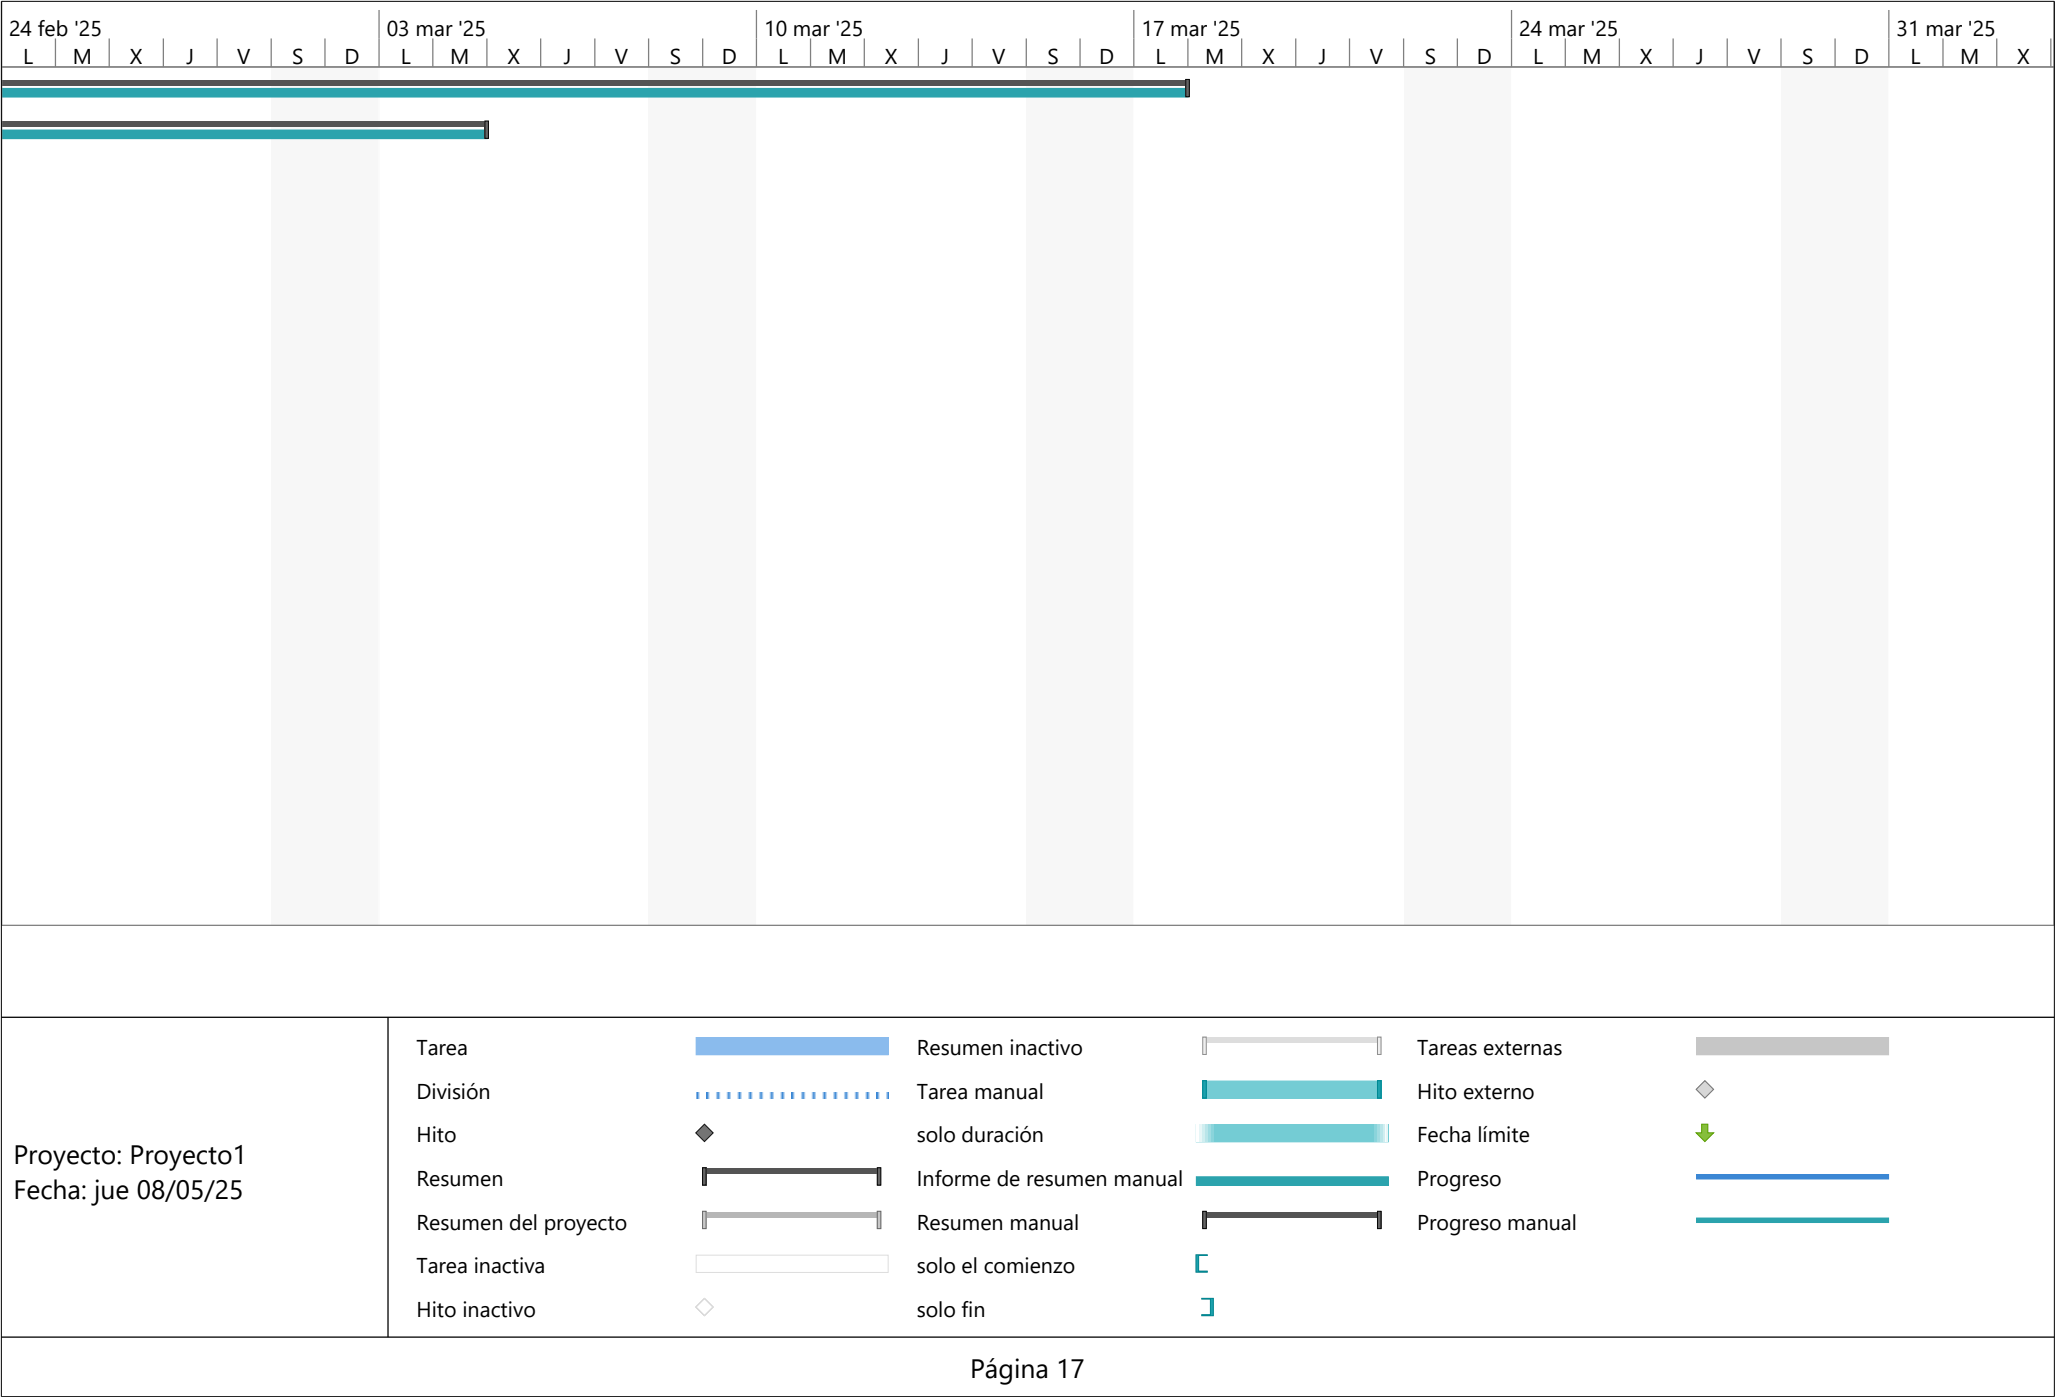 24 feb '25 03 mar '25 10 mar '25 17 mar '25 24 mar '25 31 mar '25
L M X J V S D L M X J V S D L M X J V S D L M X J V S D L M X J V S D L M X
Proyecto: Proyecto1
Fecha: jue 08/05/25
Tarea
División
Hito
Resumen
Resumen del proyecto
Tarea inactiva
Hito inactivo
Resumen inactivo
Tarea manual
solo duración
Informe de resumen manual
Resumen manual
solo el comienzo
solo fin
Tareas externas
Hito externo
Fecha límite
Progreso
Progreso manual
Página 17